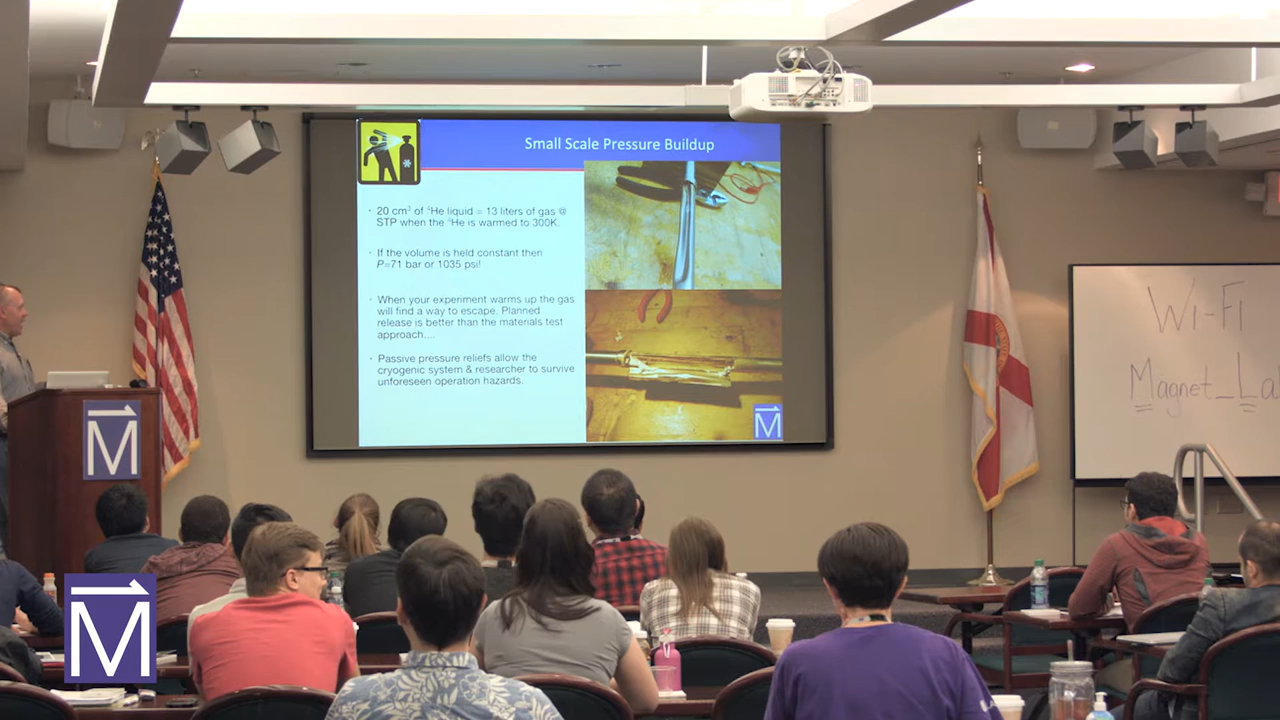 Small Scale Pressure Buildup
· 20 cm³ of ⁴He liquid = 13 liters of gas @
STP when the ⁴He is warmed to 300K.
· If the volume is held constant then
P=71 bar or 1035 psi!
· When your experiment warms up the gas
will find a way to escape. Planned
release is better than the materials test
approach....
· Passive pressure reliefs allow the
cryogenic system & researcher to survive
unforeseen operation hazards.
Wi-Fi
Magnet_La
M
M
M